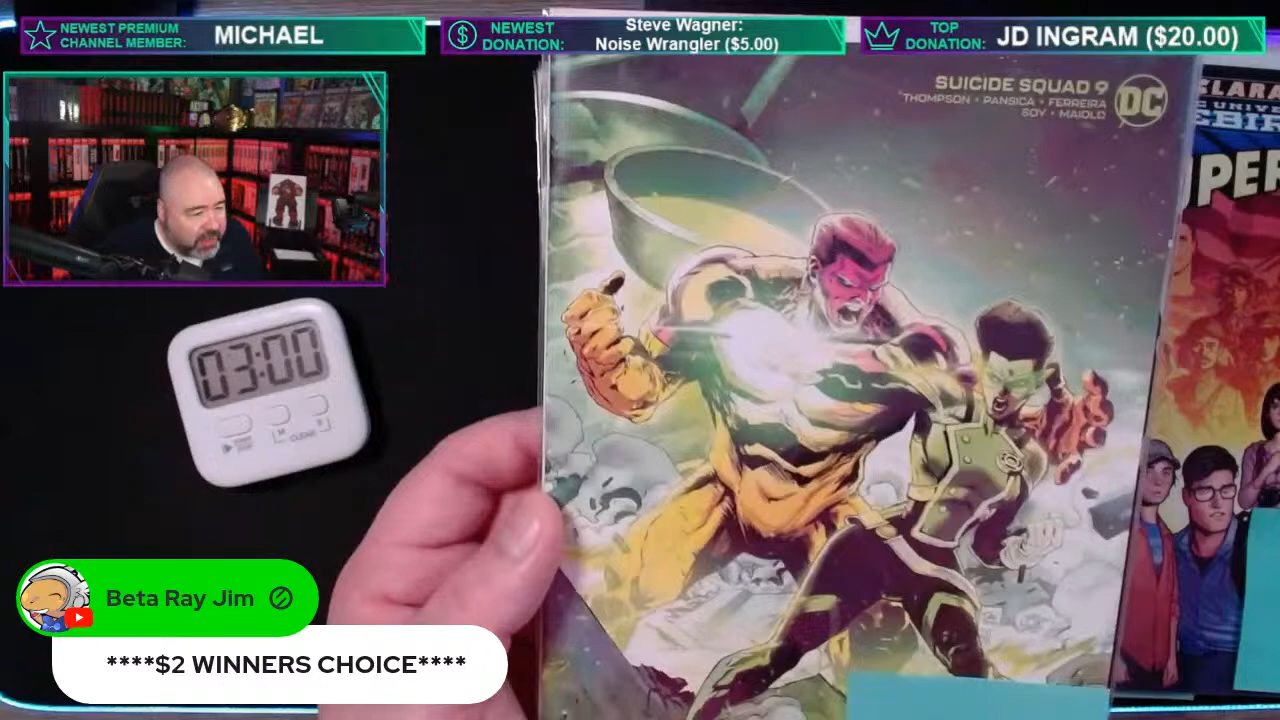 NEWEST PREMIUM
CHANNEL MEMBER:
MICHAEL
NEWEST
DONATION:
Steve Wagner:
Noise Wrangler ($5.00)
TOP
DONATION:
JD INGRAM ($20.00)
SUICIDE SQUAD 9
THOMPSON • PANSICA • FERREIRA
SOY • MAIOLO
DC
03:00
CLEAR
Beta Ray Jim
****$2 WINNERS CHOICE****